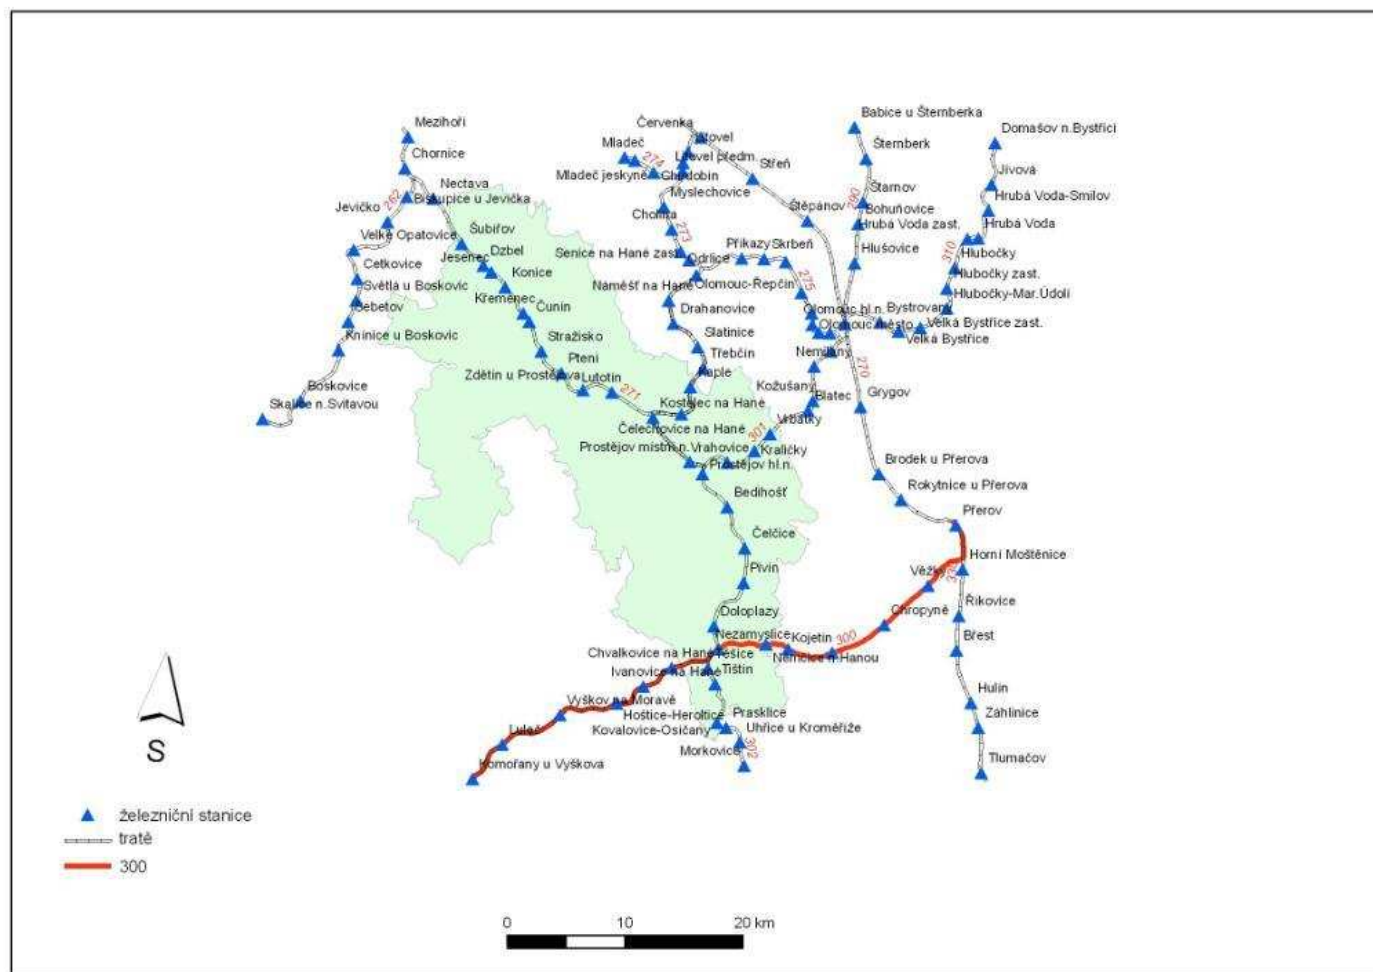 Mezihoří
Chornice
Nectava
Biskupice u Jevíčka
262
Jevíčko
Velké Opatovice
Cetkovice
Světlá u Boskovic
Šebetov
Knínice u Boskovic
Boskovice
Skalice n.Svitavou
Šubířov
Dzbel
Jesenec
Konice
Křemenec
Čunín
Stražisko
Ptení
Zdětín u Prostějova
Lutotín
271
Kostelec na Hané
Čelechovice na Hané
Kaple
Třebčín
Slatinice
Drahanovice
Náměšť na Hané
Senice na Hané zast.
Odrlice
273
Cholina
Myslechovice
Mladeč
274
Mladeč jeskyně
Litovel předm.
Litovel
Červenka
Střeň
Štěpánov
Příkazy
Skrbeň
275
Olomouc-Řepčín
Babice u Šternberka
Šternberk
Štarnov
290
Bohuňovice
Hrubá Voda zast.
Hlušovice
Domašov n.Bystřicí
Jívová
Hrubá Voda-Smilov
Hrubá Voda
Hlubočky
310
Hlubočky zast.
Hlubočky-Mar.Údolí
Olomouc hl.n.
Bystrovany
Olomouc město
Velká Bystřice zast.
Velká Bystřice
Nemilany
270
Kožušany
Blatec
Grygov
Vrbátky
301
Kraličky
Prostějov místní n.
Vrahovice
Prostějov hl.n.
Brodek u Přerova
Rokytnice u Přerova
Přerov
Bedihošť
Čelčice
Pivín
Horní Moštěnice
Věžky
Říkovice
Chropyně
Břest
Doloplazy
Nezamyslice
Kojetín
300
Němčice n.Hanou
Chvalkovice na Hané
Těšice
Ivanovice na Hané
Tištín
Vyškov na Moravě
Hoštice-Heroltice
Prasklice
Kovalovice-Osíčany
Uhřice u Kroměříže
302
Morkovice
Luleč
Komořany u Vyškova
Hulín
Záhlinice
Tlumačov
S
železniční stanice
tratě
300
0 10 20 km